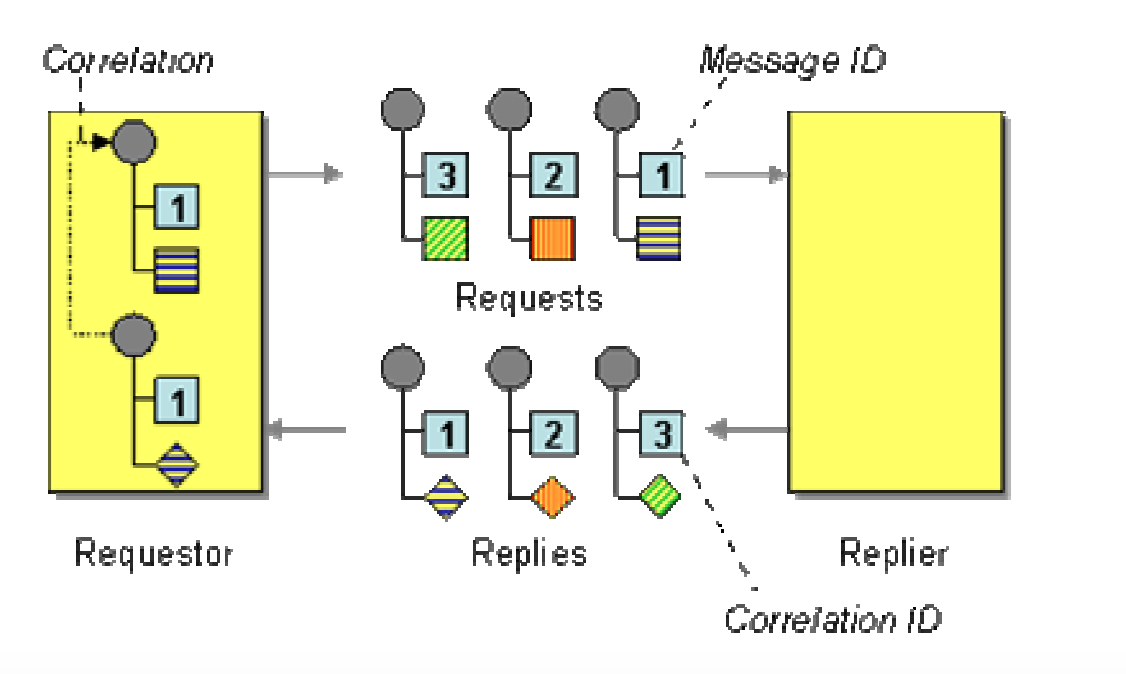 Correlation
Message ID
1
3 2 1
Requests
1
1 2 3
Requestor
Replies
Replier
Correlation ID